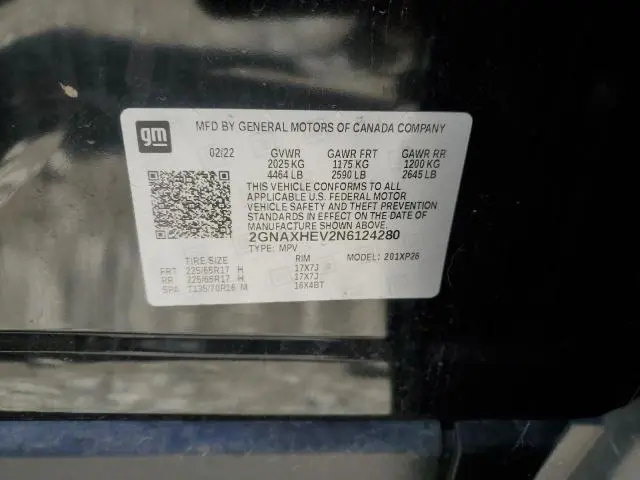 gm
MFD BY GENERAL MOTORS OF CANADA COMPANY
02/22 GVWR GAWR FRT GAWR RR
2025 KG 1175 KG 1200 KG
4464 LB 2590 LB 2645 LB
THIS VEHICLE CONFORMS TO ALL
APPLICABLE U.S. FEDERAL MOTOR
VEHICLE SAFETY AND THEFT PREVENTION
STANDARDS IN EFFECT ON THE DATE OF
MANUFACTURE SHOWN ABOVE.
2GNAXHEV2N6124280
TYPE: MPV MODEL: 201XP26
TIRE SIZE RIM
FRT 225/65R17 H 17X7J
RR 225/65R17 H 17X7J
SPA T135/70R16 M 16X4BT